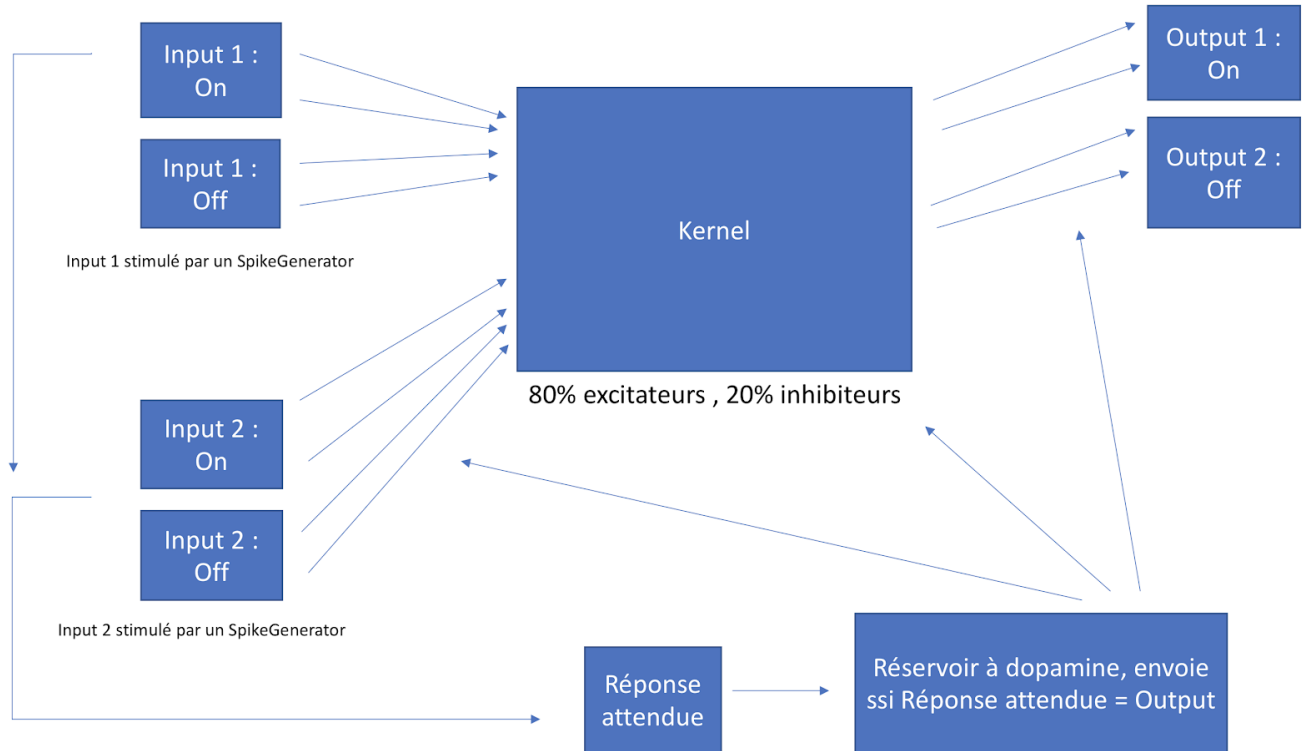 Input 1 :
On
Input 1 :
Off
Input 1 stimulé par un SpikeGenerator
Input 2 :
On
Input 2 :
Off
Input 2 stimulé par un SpikeGenerator
Kernel
80% excitateurs , 20% inhibiteurs
Output 1 :
On
Output 2 :
Off
Réponse
attendue
Réservoir à dopamine, envoie
ssi Réponse attendue = Output